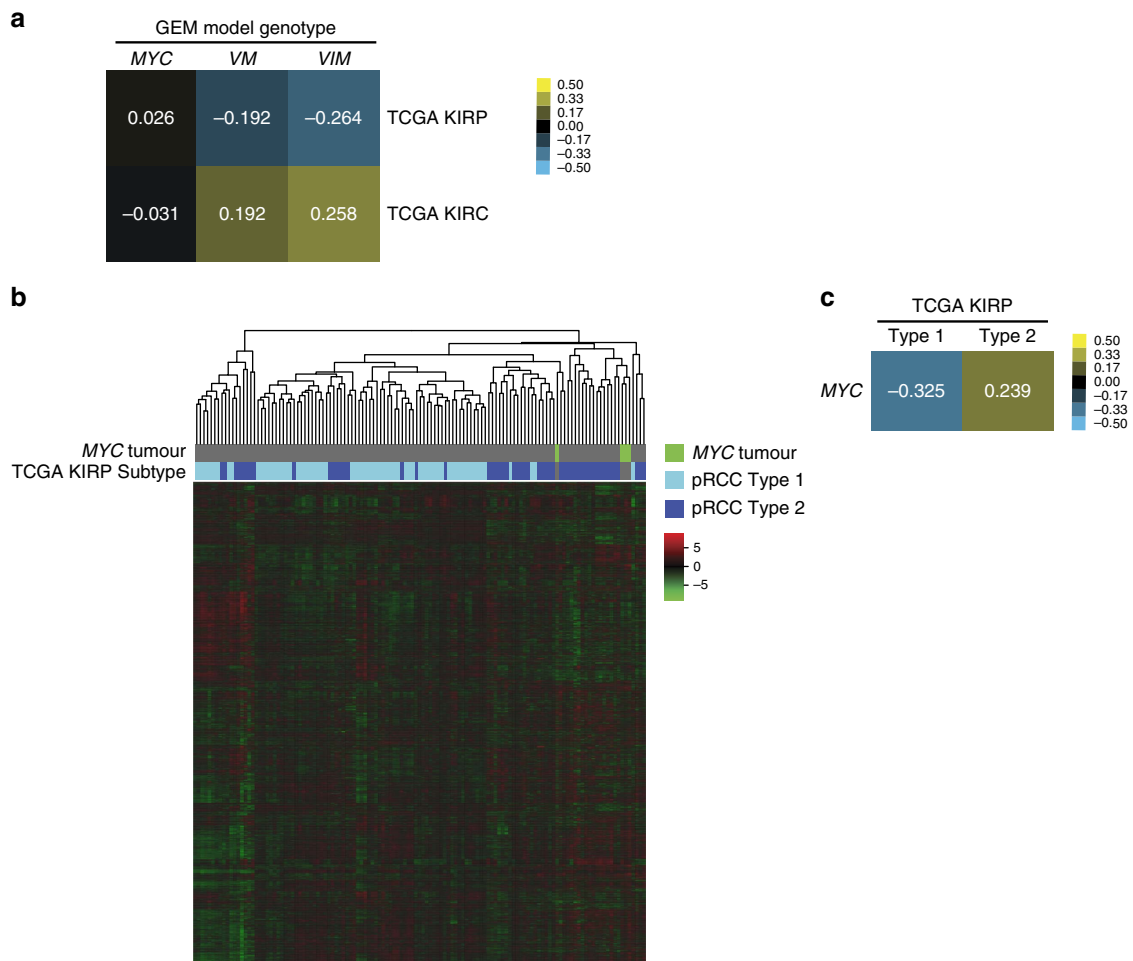 a
GEM model genotype
MYC VM VIM
0.026 −0.192 −0.264 TCGA KIRP
−0.031 0.192 0.258 TCGA KIRC
0.50
0.33
0.17
0.00
−0.17
−0.33
−0.50
b
MYC tumour
TCGA KIRP Subtype
MYC tumour
pRCC Type 1
pRCC Type 2
5
0
−5
c
TCGA KIRP
Type 1 Type 2
MYC −0.325 0.239
0.50
0.33
0.17
0.00
−0.17
−0.33
−0.50